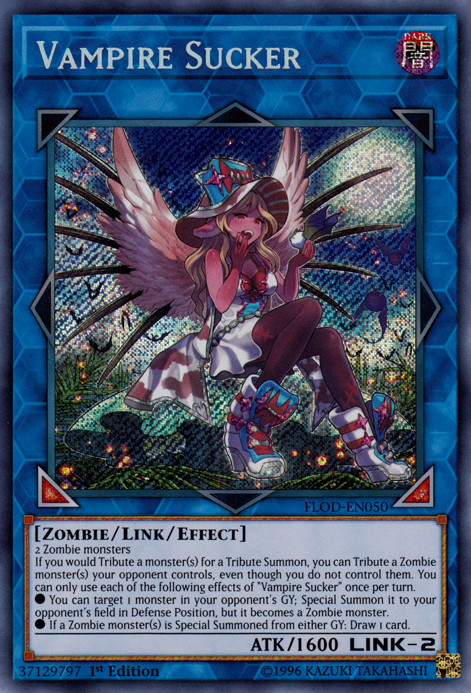 VAMPIRE SUCKER
DARK
闇
FLOD-EN050
[ZOMBIE/LINK/EFFECT]
2 Zombie monsters
If you would Tribute a monster(s) for a Tribute Summon, you can Tribute a Zombie
monster(s) your opponent controls, even though you do not control them. You
can only use each of the following effects of "Vampire Sucker" once per turn.
● You can target 1 monster in your opponent's GY; Special Summon it to your
opponent's field in Defense Position, but it becomes a Zombie monster.
● If a Zombie monster(s) is Special Summoned from either GY: Draw 1 card.
ATK/1600 LINK-2
37129797 1st Edition ©1996 KAZUKI TAKAHASHI